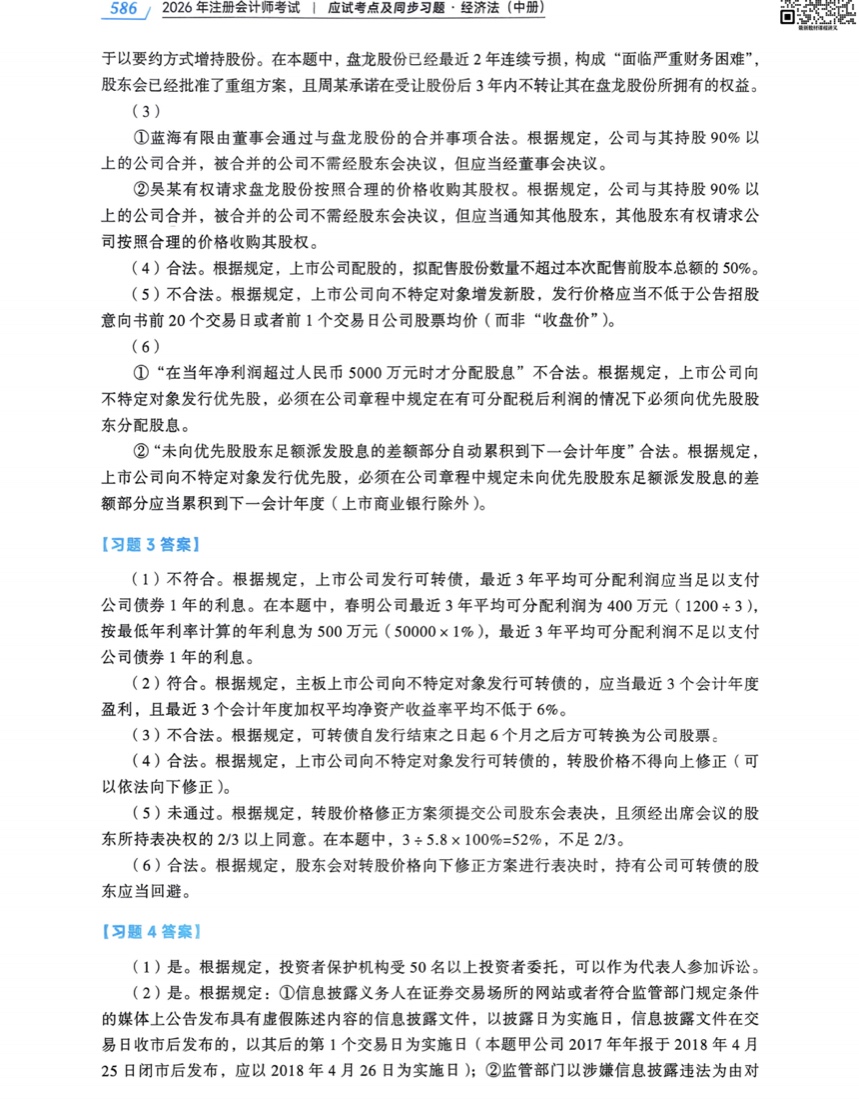 586 2026 年注册会计师考试 | 应试考点及同步习题·经济法（中册）
于以要约方式增持股份。在本题中，盘龙股份已经最近 2 年连续亏损，构成“面临严重财务困难”，
股东会已经批准了重组方案，且周某承诺在受让股份后 3 年内不转让其在盘龙股份所拥有的权益。
（3）
①蓝海有限由董事会通过与盘龙股份的合并事项合法。根据规定，公司与其持股 90% 以
上的公司合并，被合并的公司不需经股东会决议，但应当经董事会决议。
②吴某有权请求盘龙股份按照合理的价格收购其股权。根据规定，公司与其持股 90% 以
上的公司合并，被合并的公司不需经股东会决议，但应当通知其他股东，其他股东有权请求公
司按照合理的价格收购其股权。
（4）合法。根据规定，上市公司配股的，拟配售股份数量不超过本次配售前股本总额的 50%。
（5）不合法。根据规定，上市公司向不特定对象增发新股，发行价格应当不低于公告招股
意向书前 20 个交易日或者前 1 个交易日公司股票均价（而非“收盘价”）。
（6）
①“在当年净利润超过人民币 5000 万元时才分配股息”不合法。根据规定，上市公司向
不特定对象发行优先股，必须在公司章程中规定在有可分配税后利润的情况下必须向优先股股
东分配股息。
②“未向优先股股东足额派发股息的差额部分自动累积到下一会计年度”合法。根据规定，
上市公司向不特定对象发行优先股，必须在公司章程中规定未向优先股股东足额派发股息的差
额部分应当累积到下一会计年度（上市商业银行除外）。
【习题 3 答案】
（1）不符合。根据规定，上市公司发行可转债，最近 3 年平均可分配利润应当足以支付
公司债券 1 年的利息。在本题中，春明公司最近 3 年平均可分配利润为 400 万元（1200÷3），
按最低年利率计算的年利息为 500 万元（50000×1%），最近 3 年平均可分配利润不足以支付
公司债券 1 年的利息。
（2）符合。根据规定，主板上市公司向不特定对象发行可转债的，应当最近 3 个会计年度
盈利，且最近 3 个会计年度加权平均净资产收益率平均不低于 6%。
（3）不合法。根据规定，可转债自发行结束之日起 6 个月之后方可转换为公司股票。
（4）合法。根据规定，上市公司向不特定对象发行可转债的，转股价格不得向上修正（可
以依法向下修正）。
（5）未通过。根据规定，转股价格修正方案须提交公司股东会表决，且须经出席会议的股
东所持表决权的 2/3 以上同意。在本题中，3÷5.8×100%=52%，不足 2/3。
（6）合法。根据规定，股东会对转股价格向下修正方案进行表决时，持有公司可转债的股
东应当回避。
【习题 4 答案】
（1）是。根据规定，投资者保护机构受 50 名以上投资者委托，可以作为代表人参加诉讼。
（2）是。根据规定：①信息披露义务人在证券交易场所的网站或者符合监管部门规定条件
的媒体上公告发布具有虚假陈述内容的信息披露文件，以披露日为实施日，信息披露文件在交
易日收市后发布的，以其后的第 1 个交易日为实施日（本题甲公司 2017 年年报于 2018 年 4 月
25 日闭市后发布，应以 2018 年 4 月 26 日为实施日）；②监管部门以涉嫌信息披露违法为由对